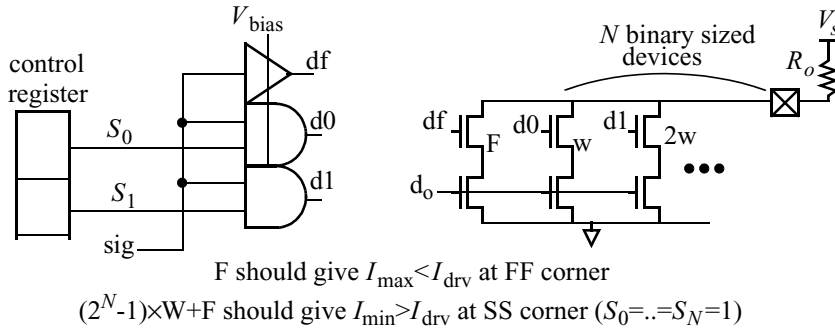 V_bias
N binary sized
devices
V_s
R_o
control
register
df
S_0
d0
S_1
d1
sig
df
F
d0
w
d1
2w
d_o
F should give I_max<I_drv at FF corner
(2^N-1)×W+F should give I_min>I_drv at SS corner (S_0=..=S_N=1)